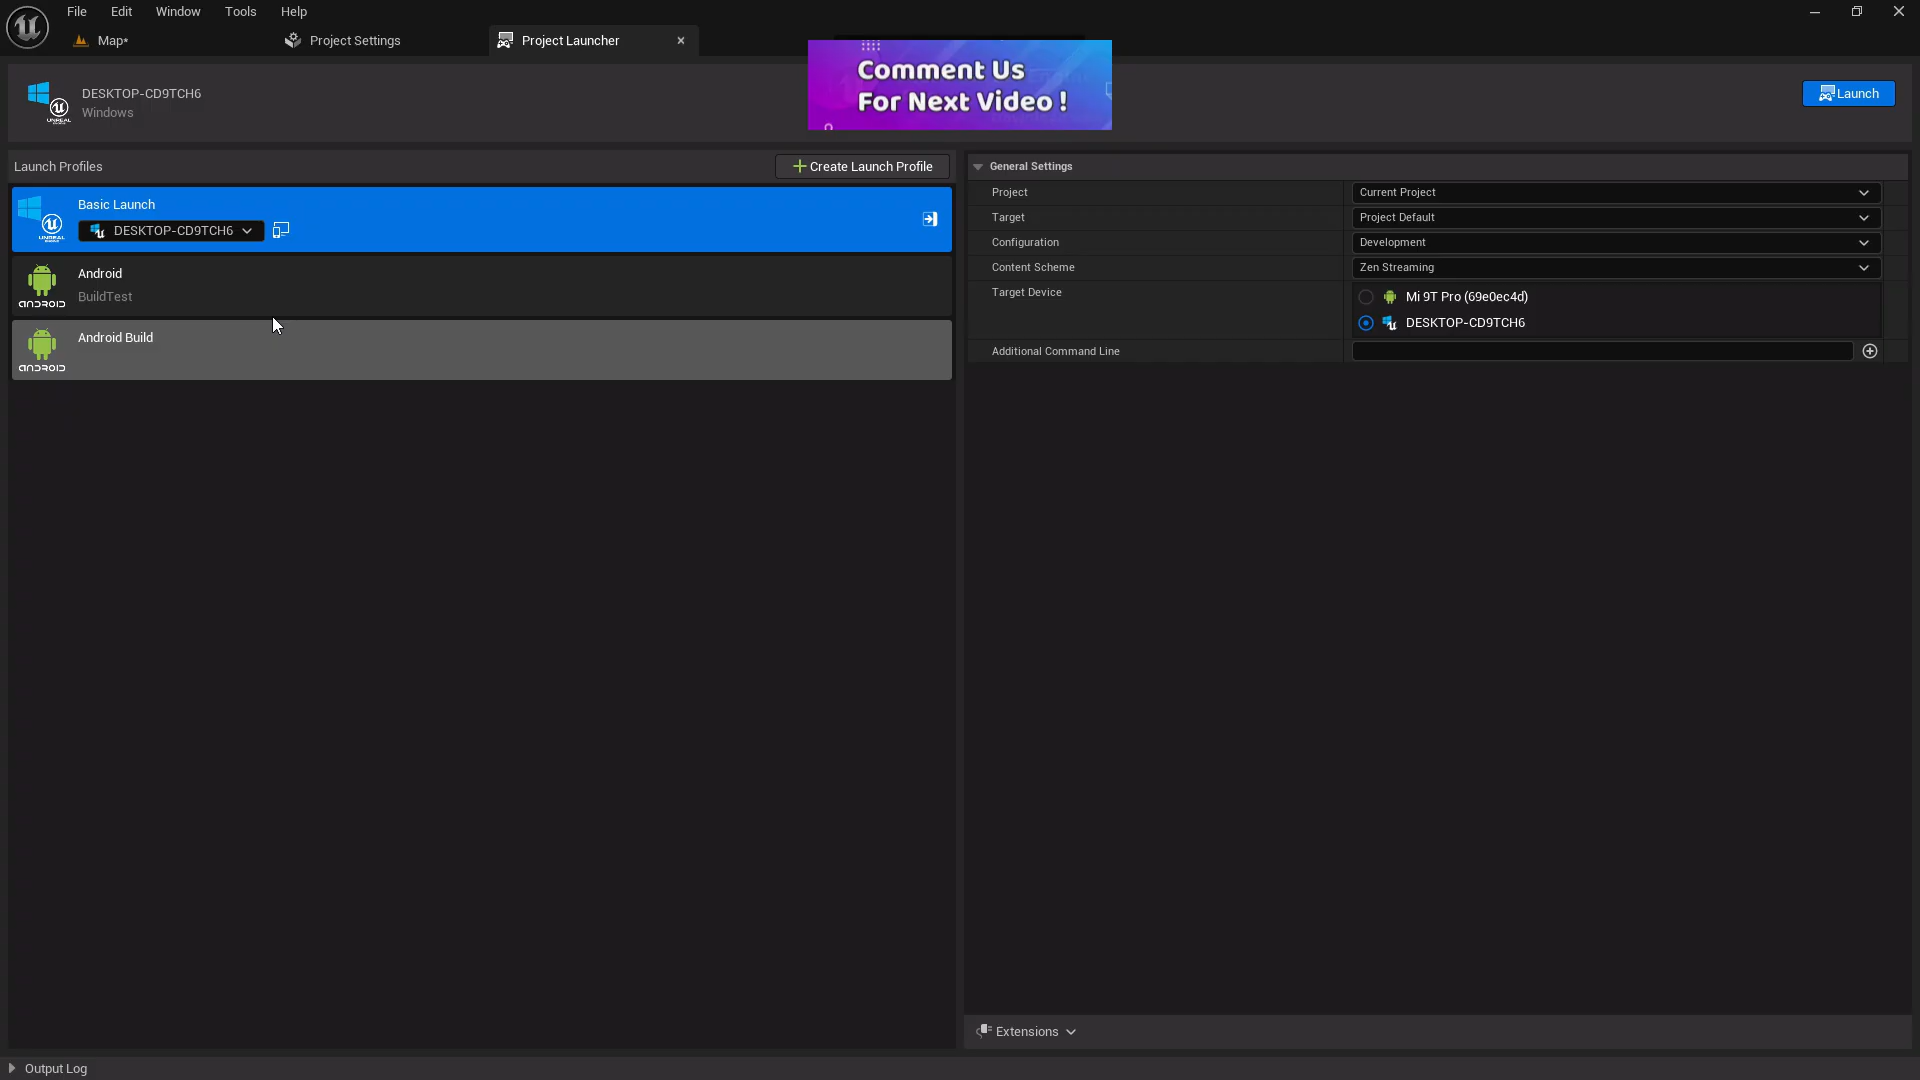 File Edit Window Tools Help
Map*
Project Settings
Project Launcher
Comment Us
For Next Video !
DESKTOP-CD9TCH6
Windows
Launch
Launch Profiles
Create Launch Profile
Basic Launch
DESKTOP-CD9TCH6
UNREAL
Android
BuildTest
ANDROID
Android Build
ANDROID
General Settings
Project Current Project
Target Project Default
Configuration Development
Content Scheme Zen Streaming
Target Device Mi 9T Pro (69e0ec4d)
DESKTOP-CD9TCH6
Additional Command Line
Extensions
Output Log